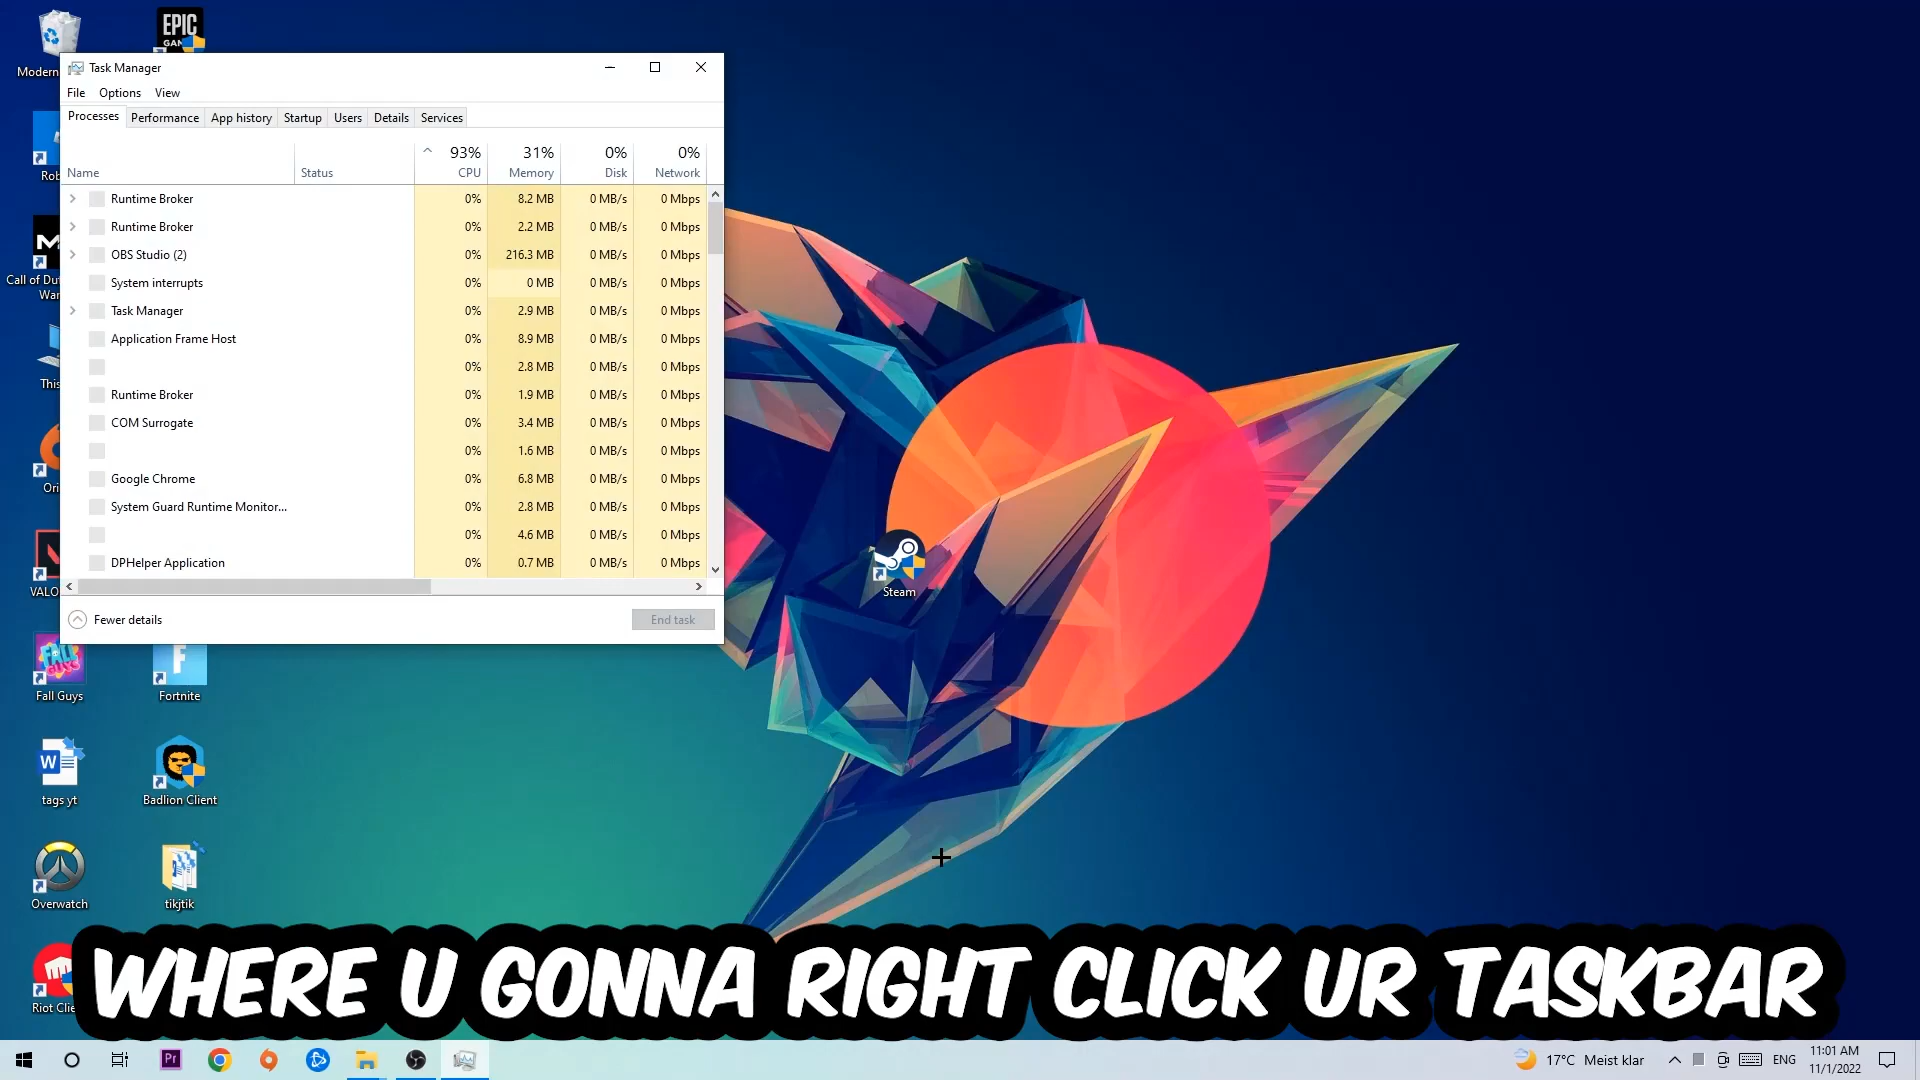 EPIC
GAM
Modern
Task Manager
File Options View
Processes Performance App history Startup Users Details Services
93% 31% 0% 0%
Name Status CPU Memory Disk Network
Runtime Broker 0% 8.2 MB 0 MB/s 0 Mbps
Runtime Broker 0% 2.2 MB 0 MB/s 0 Mbps
OBS Studio (2) 0% 216.3 MB 0 MB/s 0 Mbps
System interrupts 0% 0 MB 0 MB/s 0 Mbps
Task Manager 0% 2.9 MB 0 MB/s 0 Mbps
Application Frame Host 0% 8.9 MB 0 MB/s 0 Mbps
0% 2.8 MB 0 MB/s 0 Mbps
Runtime Broker 0% 1.9 MB 0 MB/s 0 Mbps
COM Surrogate 0% 3.4 MB 0 MB/s 0 Mbps
0% 1.6 MB 0 MB/s 0 Mbps
Google Chrome 0% 6.8 MB 0 MB/s 0 Mbps
System Guard Runtime Monitor... 0% 2.8 MB 0 MB/s 0 Mbps
0% 4.6 MB 0 MB/s 0 Mbps
DPHelper Application 0% 0.7 MB 0 MB/s 0 Mbps
Fewer details End task
Rob
M
Call of Du
War
This
Ori
VALO
Steam
Fall Guys
Fortnite
W
tags yt
Badlion Client
Overwatch
tikjtik
Riot Clie
WHERE U GONNA RIGHT CLICK UR TASKBAR
Pr
17°C Meist klar
ENG
11:01 AM
11/1/2022